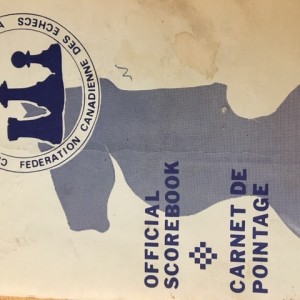 FEDERATION CANADIENNE DES ECHECS
OFFICIAL
SCOREBOOK
CARNET DE
POINTAGE